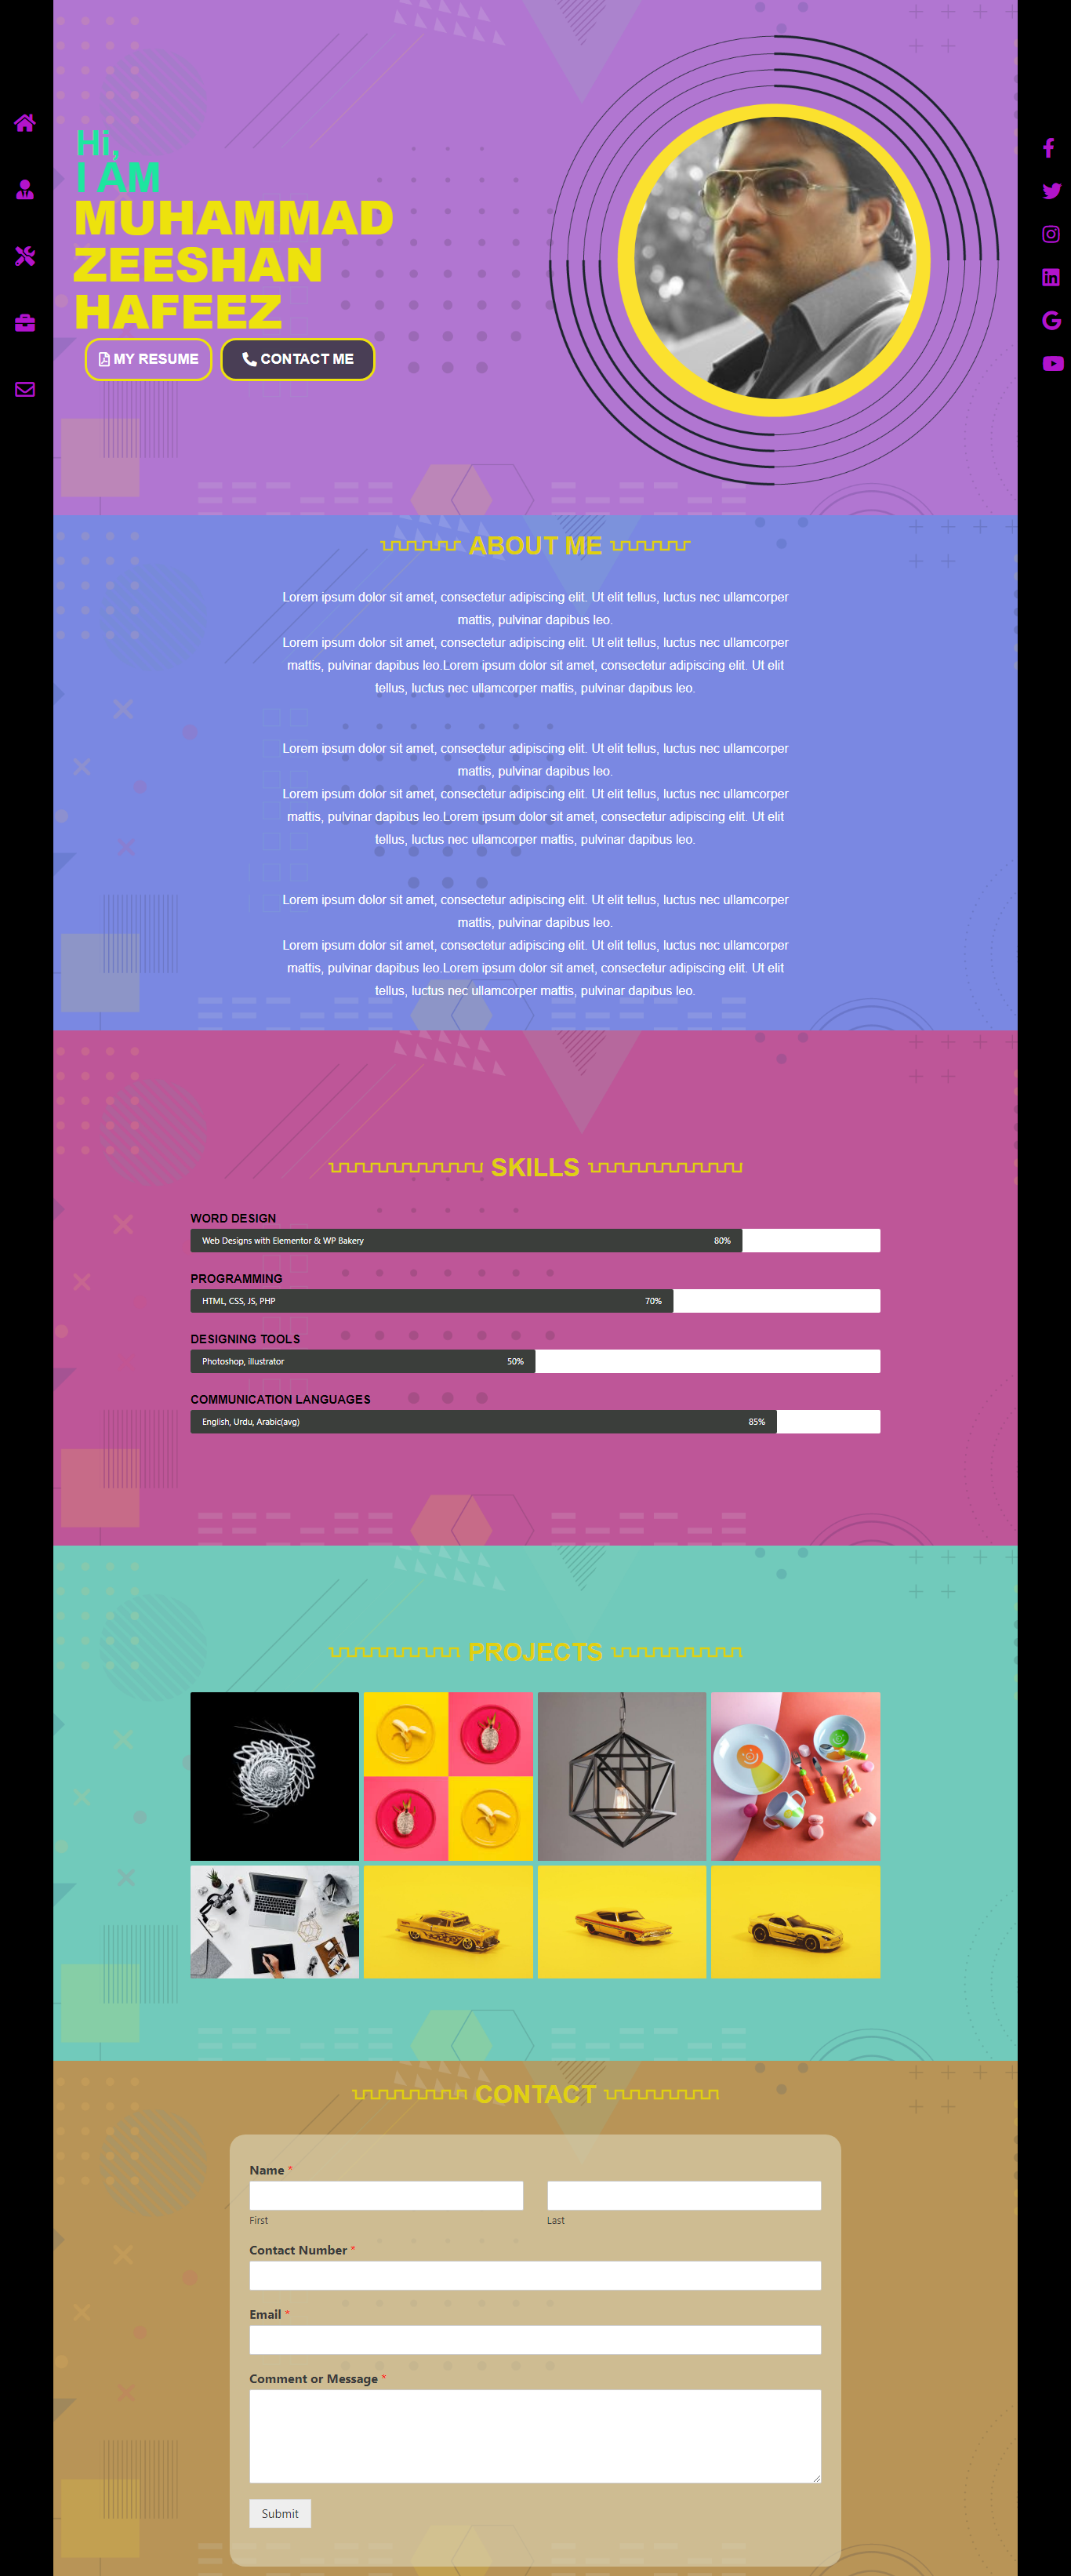 Hi,
I AM
MUHAMMAD
ZEESHAN
HAFEEZ
MY RESUME
CONTACT ME
ABOUT ME
Lorem ipsum dolor sit amet, consectetur adipiscing elit. Ut elit tellus, luctus nec ullamcorper
mattis, pulvinar dapibus leo.
Lorem ipsum dolor sit amet, consectetur adipiscing elit. Ut elit tellus, luctus nec ullamcorper
mattis, pulvinar dapibus leo.Lorem ipsum dolor sit amet, consectetur adipiscing elit. Ut elit
tellus, luctus nec ullamcorper mattis, pulvinar dapibus leo.
Lorem ipsum dolor sit amet, consectetur adipiscing elit. Ut elit tellus, luctus nec ullamcorper
mattis, pulvinar dapibus leo.
Lorem ipsum dolor sit amet, consectetur adipiscing elit. Ut elit tellus, luctus nec ullamcorper
mattis, pulvinar dapibus leo.Lorem ipsum dolor sit amet, consectetur adipiscing elit. Ut elit
tellus, luctus nec ullamcorper mattis, pulvinar dapibus leo.
Lorem ipsum dolor sit amet, consectetur adipiscing elit. Ut elit tellus, luctus nec ullamcorper
mattis, pulvinar dapibus leo.
Lorem ipsum dolor sit amet, consectetur adipiscing elit. Ut elit tellus, luctus nec ullamcorper
mattis, pulvinar dapibus leo.Lorem ipsum dolor sit amet, consectetur adipiscing elit. Ut elit
tellus, luctus nec ullamcorper mattis, pulvinar dapibus leo.
SKILLS
WORD DESIGN
Web Designs with Elementor & WP Bakery 80%
PROGRAMMING
HTML, CSS, JS, PHP 70%
DESIGNING TOOLS
Photoshop, illustrator 50%
COMMUNICATION LANGUAGES
English, Urdu, Arabic(avg) 85%
PROJECTS
CONTACT
Name *
First Last
Contact Number *
Email *
Comment or Message *
Submit